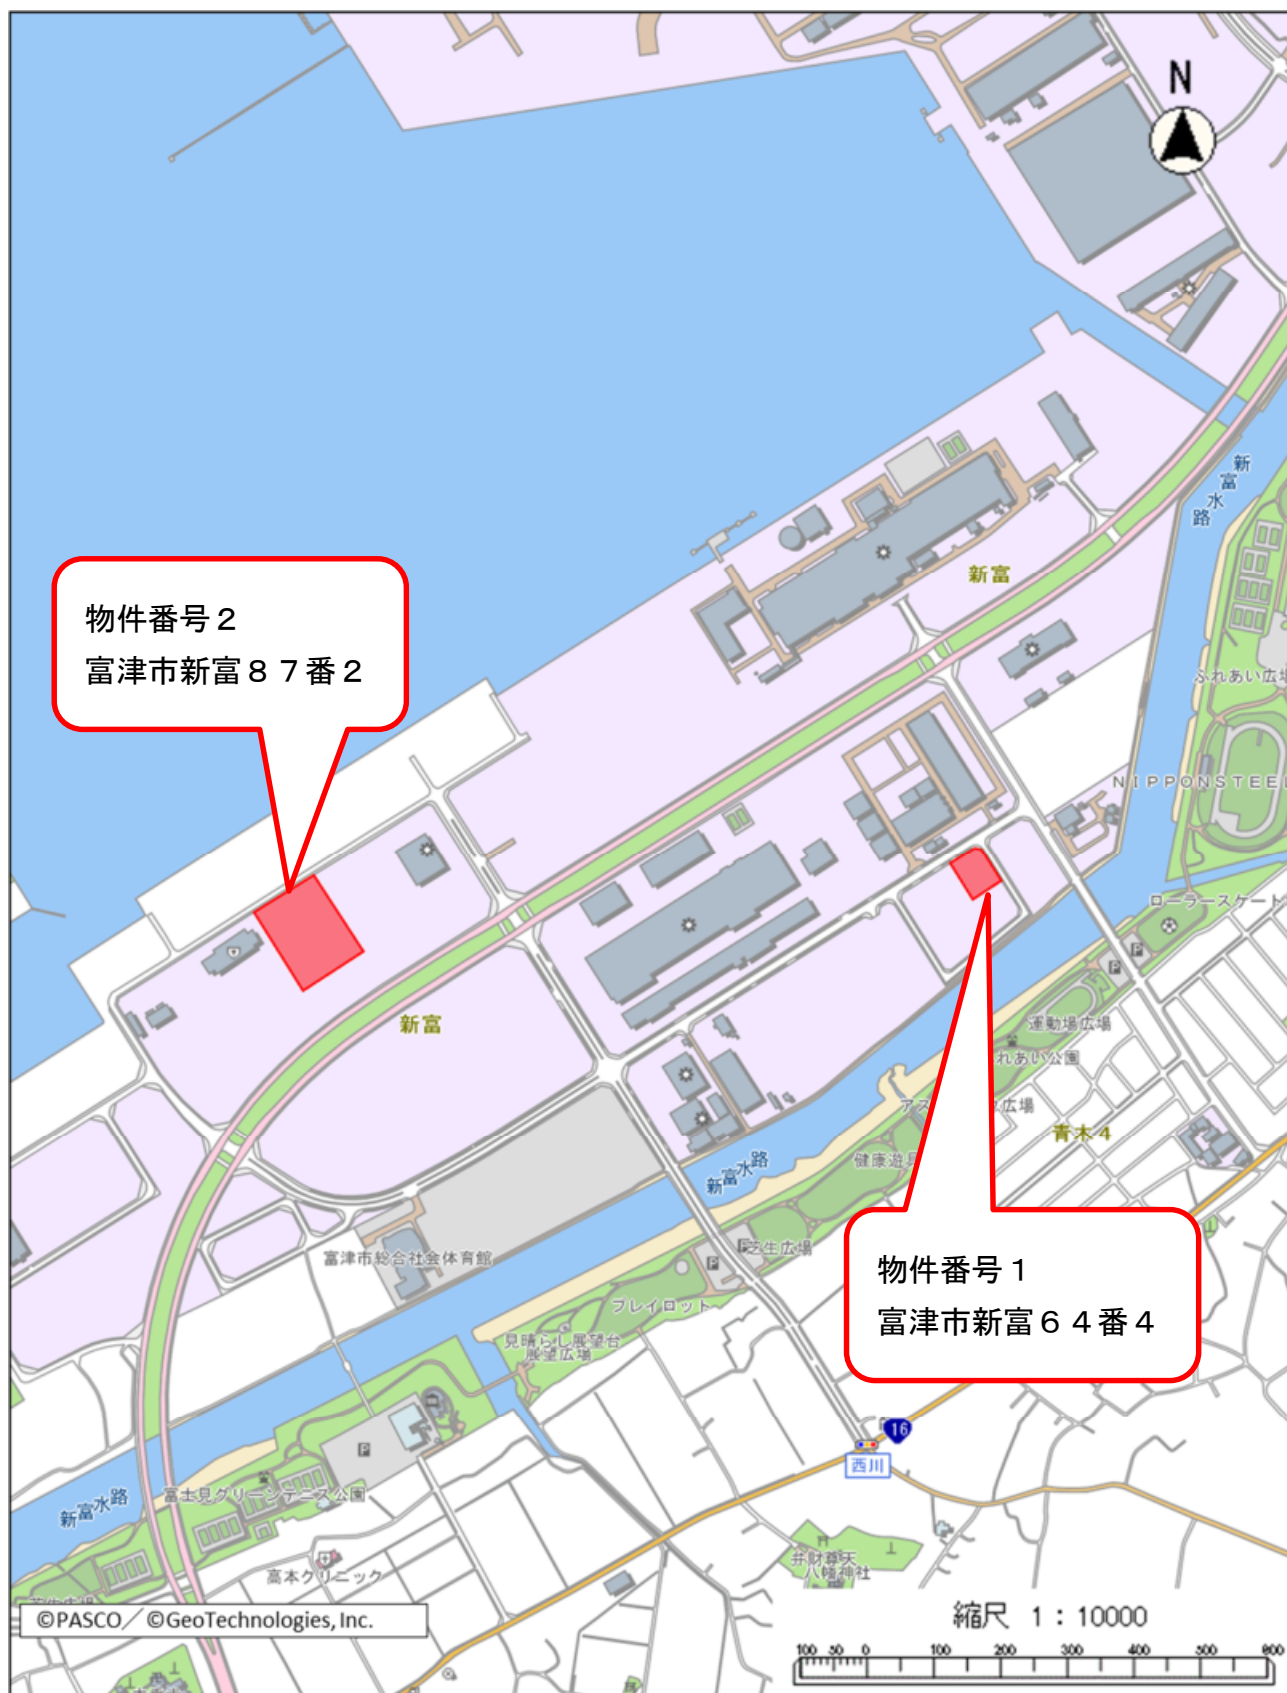 N
新富水路
新富
物件番号２
富津市新富８７番２
ふれあい広場
NIPPONSTEEL
ローラースケート
新富
運動場広場
れあい公園
広場
青木4
健康遊具
新富水路
芝生広場
富津市総合社会体育館
プレイロット
物件番号１
富津市新富６４番４
見晴らし展望台
展望広場
16
西川
富士見グリーンテニス公園
新富水路
高本クリニック
弁財尊天
八幡神社
©PASCO／©GeoTechnologies, Inc.
縮尺 1：10000
100 50 0 100 200 300 400 500 600